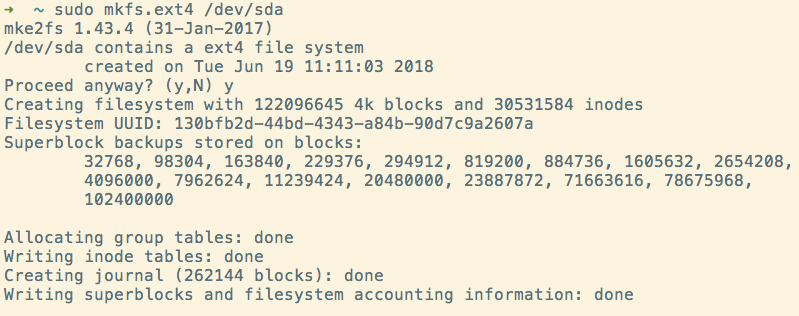 ➜  ~ sudo mkfs.ext4 /dev/sda
mke2fs 1.43.4 (31-Jan-2017)
/dev/sda contains a ext4 file system
        created on Tue Jun 19 11:11:03 2018
Proceed anyway? (y,N) y
Creating filesystem with 122096645 4k blocks and 30531584 inodes
Filesystem UUID: 130bfb2d-44bd-4343-a84b-90d7c9a2607a
Superblock backups stored on blocks:
        32768, 98304, 163840, 229376, 294912, 819200, 884736, 1605632, 2654208,
        4096000, 7962624, 11239424, 20480000, 23887872, 71663616, 78675968,
        102400000

Allocating group tables: done
Writing inode tables: done
Creating journal (262144 blocks): done
Writing superblocks and filesystem accounting information: done